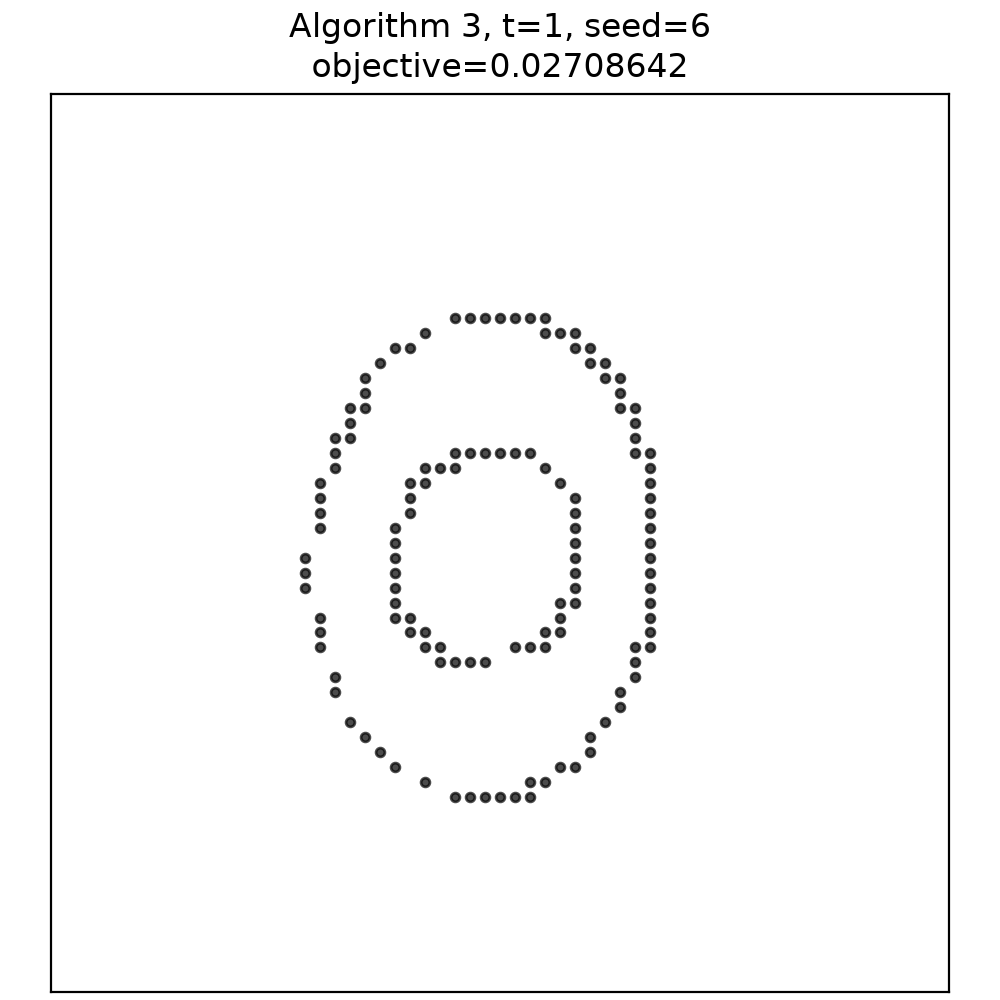 Algorithm 3, t=1, seed=6
objective=0.02708642